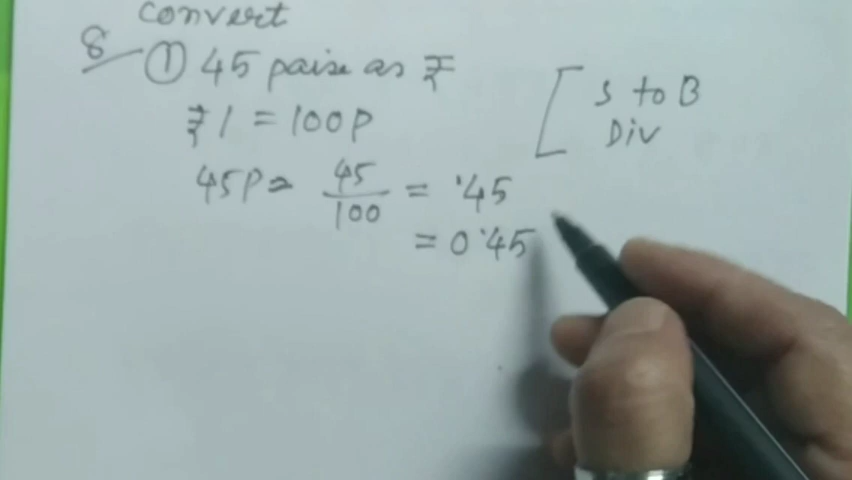 convert
8 ① 45 paise as ₹
₹1 = 100P
45P = 45/100 = .45
= 0.45
[ S to B
Div